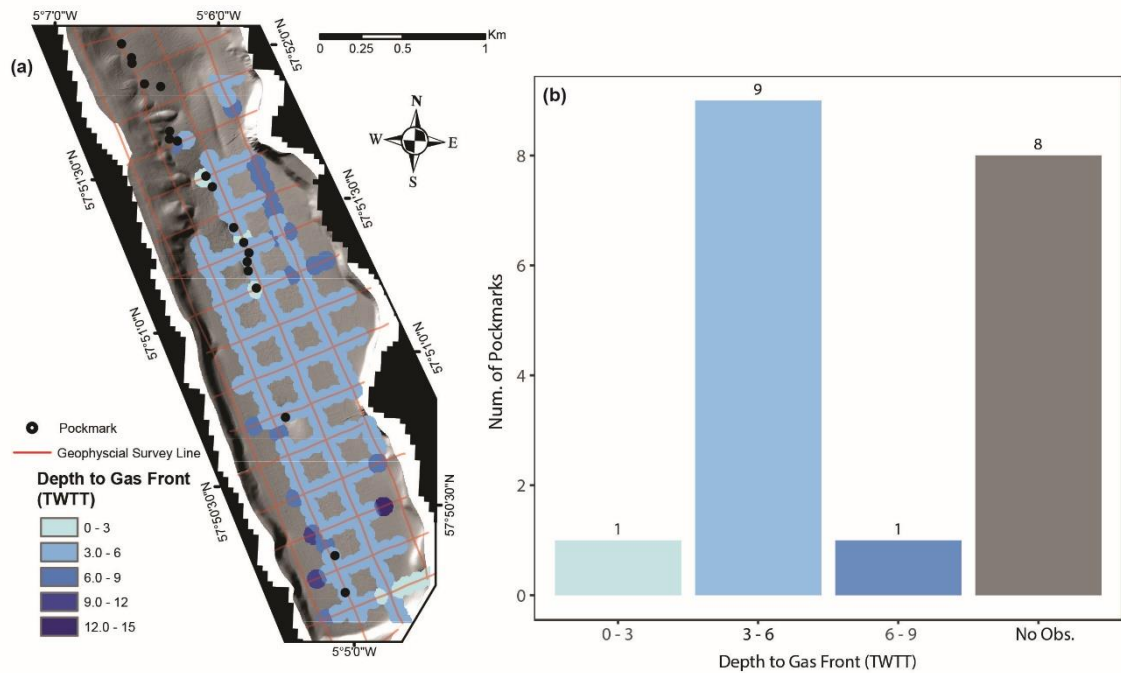 5°7'0"W
5°6'0"W
Km
0
0.25
0.5
1
57°52'0"N
(a)
N
W
E
S
57°51'30"N
57°51'30"N
57°51'0"N
57°51'0"N
Pockmark
Geophyscial Survey Line
Depth to Gas Front
(TWTT)
0 - 3
3.0 - 6
6.0 - 9
9.0 - 12
12.0 - 15
57°50'30"N
57°50'30"N
5°5'0"W
(b)
Num. of Pockmarks
8
6
4
2
0
1
9
1
8
0 - 3
3 - 6
6 - 9
No Obs.
Depth to Gas Front (TWTT)